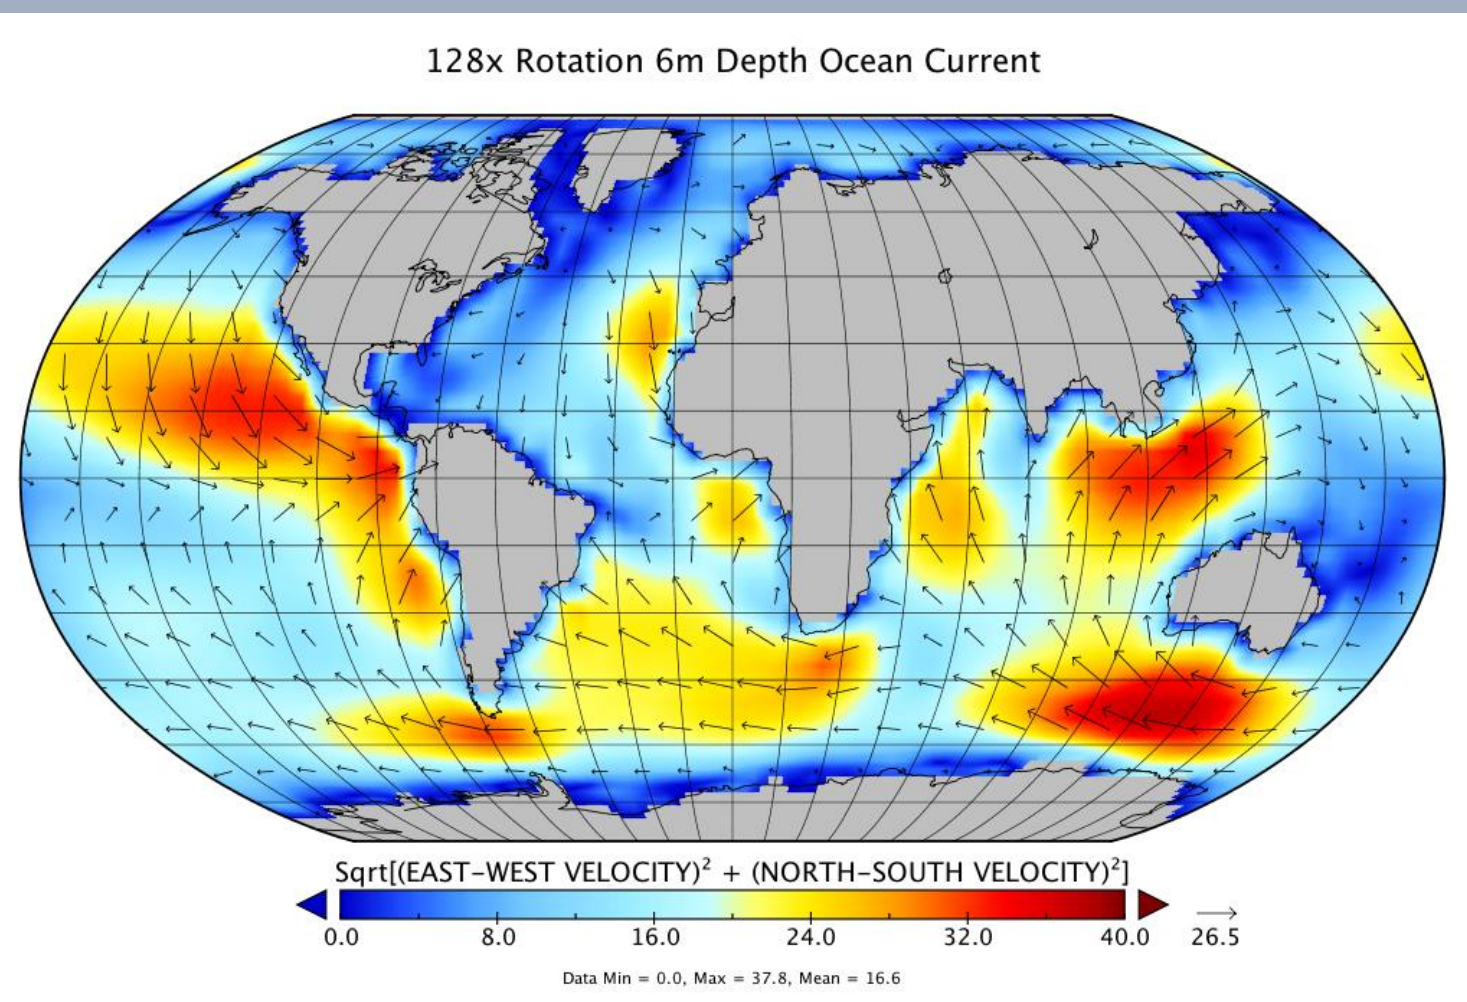 128x Rotation 6m Depth Ocean Current
Sqrt[(EAST−WEST VELOCITY)² + (NORTH−SOUTH VELOCITY)²]
0.0 8.0 16.0 24.0 32.0 40.0 26.5
Data Min = 0.0, Max = 37.8, Mean = 16.6